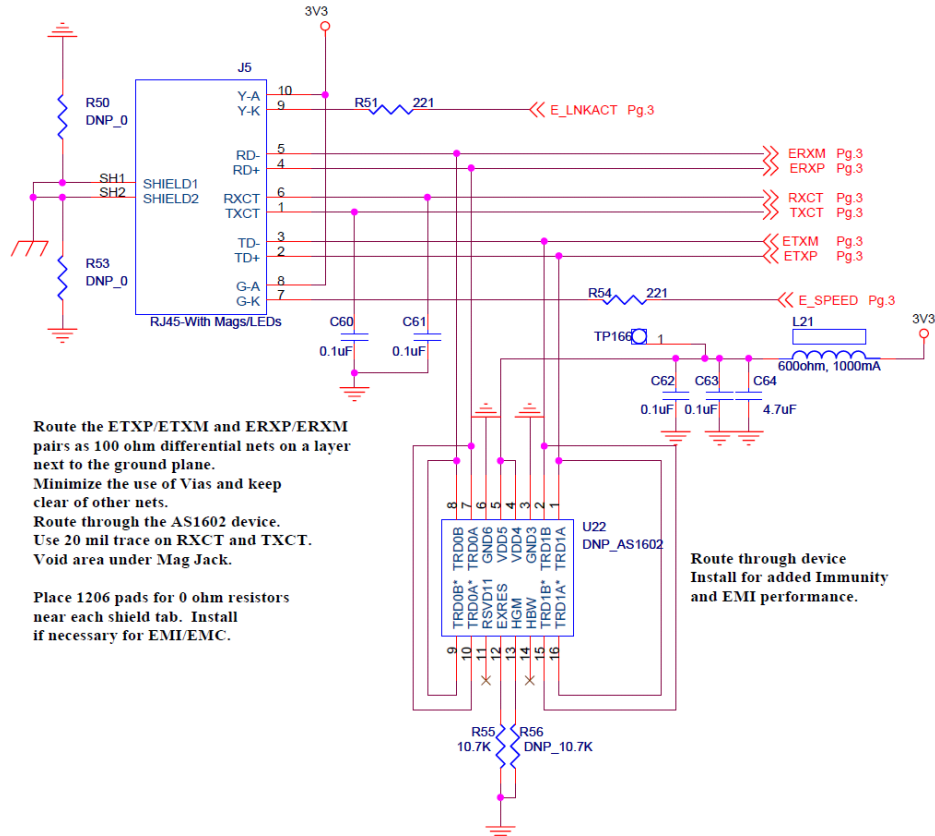 3V3
J5
R50
DNP_0
Y-A 10
Y-K 9
R51 221
E_LNKACT Pg.3
RD- 5
RD+ 4
ERXM Pg.3
ERXP Pg.3
SH1 SHIELD1
SH2 SHIELD2
RXCT 6
TXCT 1
RXCT Pg.3
TXCT Pg.3
TD- 3
TD+ 2
ETXM Pg.3
ETXP Pg.3
R53
DNP_0
G-A 8
G-K 7
R54 221
E_SPEED Pg.3
RJ45-With Mags/LEDs
C60
0.1uF
C61
0.1uF
TP166 1
L21
600ohm, 1000mA
3V3
C62
0.1uF
C63
0.1uF
C64
4.7uF
Route the ETXP/ETXM and ERXP/ERXM
pairs as 100 ohm differential nets on a layer
next to the ground plane.
Minimize the use of Vias and keep
clear of other nets.
Route through the AS1602 device.
Use 20 mil trace on RXCT and TXCT.
Void area under Mag Jack.
Place 1206 pads for 0 ohm resistors
near each shield tab. Install
if necessary for EMI/EMC.
8 7 6 5 4 3 2 1
TRD0B TRD0A GND6 VDD5 VDD4 GND3 TRD1B TRD1A
U22
DNP_AS1602
TRD0B* TRD0A* RSVD11 EXRES HGM HBW TRD1B* TRD1A*
9 10 11 12 13 14 15 16
Route through device
Install for added Immunity
and EMI performance.
R55
10.7K
R56
DNP_10.7K